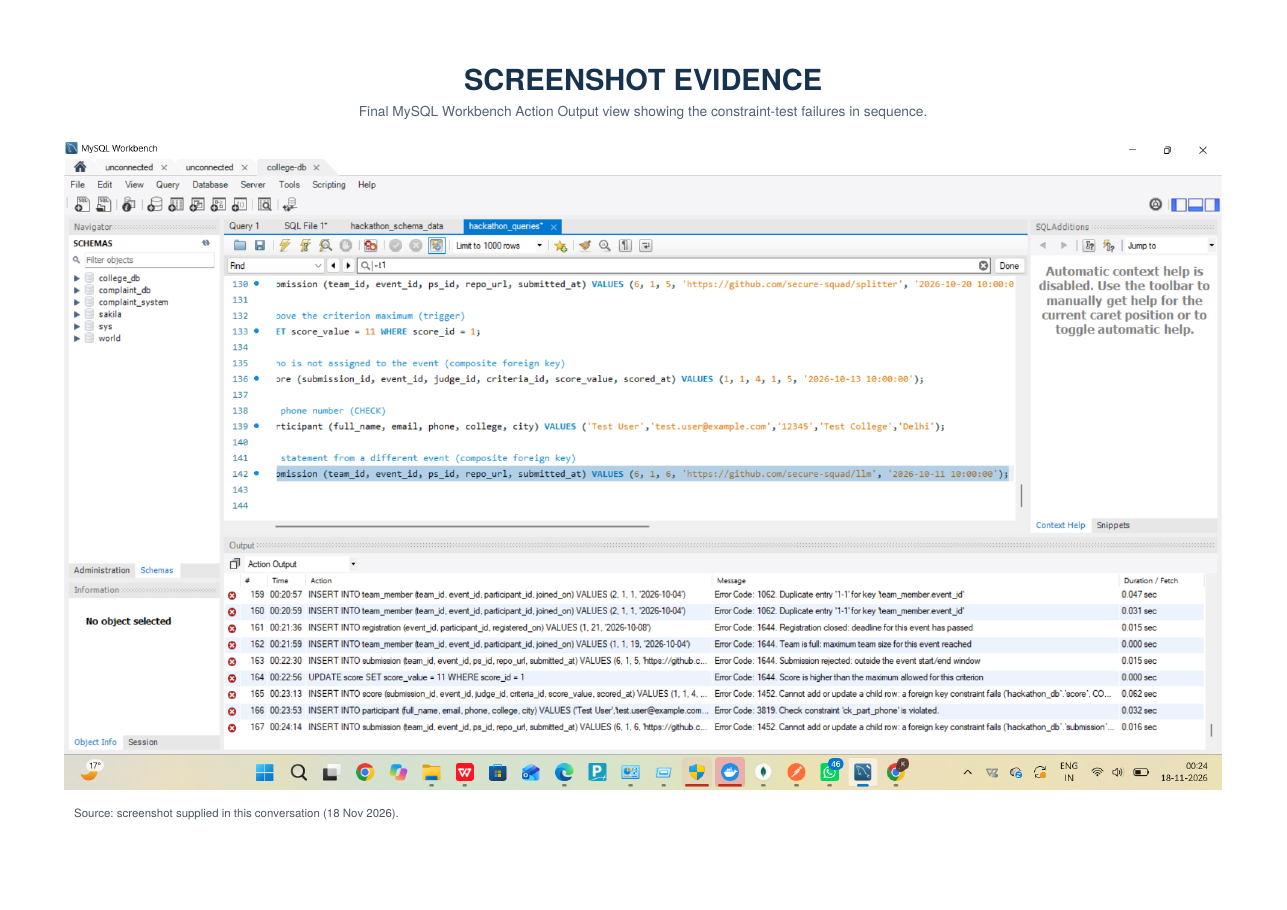 SCREENSHOT EVIDENCE
Final MySQL Workbench Action Output view showing the constraint-test failures in sequence.
MySQL Workbench
unconnected
unconnected
college-db
File Edit View Query Database Server Tools Scripting Help
Navigator
SCHEMAS
Filter objects
college_db
complaint_db
complaint_system
sakila
sys
world
Administration Schemas
Information
No object selected
Object Info Session
Query 1 SQL File 1* hackathon_schema_data hackathon_queries*
Limit to 1000 rows
Find
Done
130 omission (team_id, event_id, ps_id, repo_url, submitted_at) VALUES (6, 1, 5, 'https://github.com/secure-squad/splitter', '2026-10-20 10:00:0
131
132 bove the criterion maximum (trigger)
133 ET score_value = 11 WHERE score_id = 1;
134
135 ho is not assigned to the event (composite foreign key)
136 ore (submission_id, event_id, judge_id, criteria_id, score_value, scored_at) VALUES (1, 1, 4, 1, 5, '2026-10-13 10:00:00');
137
138 phone number (CHECK)
139 rticipant (full_name, email, phone, college, city) VALUES ('Test User','test.user@example.com','12345','Test College','Delhi');
140
141 statement from a different event (composite foreign key)
142 omission (team_id, event_id, ps_id, repo_url, submitted_at) VALUES (6, 1, 6, 'https://github.com/secure-squad/llm', '2026-10-11 10:00:00');
143
144
SQLAdditions
Jump to
Automatic context help is
disabled. Use the toolbar to
manually get help for the
current caret position or to
toggle automatic help.
Context Help Snippets
Output
Action Output
# Time Action Message Duration / Fetch
159 00:20:57 INSERT INTO team_member (team_id, event_id, participant_id, joined_on) VALUES (2, 1, 1, '2026-10-04') Error Code: 1062. Duplicate entry '1-1' for key 'team_member.event_id' 0.047 sec
160 00:20:59 INSERT INTO team_member (team_id, event_id, participant_id, joined_on) VALUES (2, 1, 1, '2026-10-04') Error Code: 1062. Duplicate entry '1-1' for key 'team_member.event_id' 0.031 sec
161 00:21:36 INSERT INTO registration (event_id, participant_id, registered_on) VALUES (1, 21, '2026-10-08') Error Code: 1644. Registration closed: deadline for this event has passed 0.015 sec
162 00:21:59 INSERT INTO team_member (team_id, event_id, participant_id, joined_on) VALUES (1, 1, 19, '2026-10-04') Error Code: 1644. Team is full: maximum team size for this event reached 0.000 sec
163 00:22:30 INSERT INTO submission (team_id, event_id, ps_id, repo_url, submitted_at) VALUES (6, 1, 5, 'https://github.c... Error Code: 1644. Submission rejected: outside the event start/end window 0.015 sec
164 00:22:56 UPDATE score SET score_value = 11 WHERE score_id = 1 Error Code: 1644. Score is higher than the maximum allowed for this criterion 0.000 sec
165 00:23:13 INSERT INTO score (submission_id, event_id, judge_id, criteria_id, score_value, scored_at) VALUES (1, 1, 4, ... Error Code: 1452. Cannot add or update a child row: a foreign key constraint fails (`hackathon_db`.`score`, CO... 0.062 sec
166 00:23:53 INSERT INTO participant (full_name, email, phone, college, city) VALUES ('Test User','test.user@example.com... Error Code: 3819. Check constraint 'ck_part_phone' is violated. 0.032 sec
167 00:24:14 INSERT INTO submission (team_id, event_id, ps_id, repo_url, submitted_at) VALUES (6, 1, 6, 'https://github.c... Error Code: 1452. Cannot add or update a child row: a foreign key constraint fails (`hackathon_db`.`submission`... 0.016 sec
17°
46
K
ENG
IN
00:24
18-11-2026
Source: screenshot supplied in this conversation (18 Nov 2026).